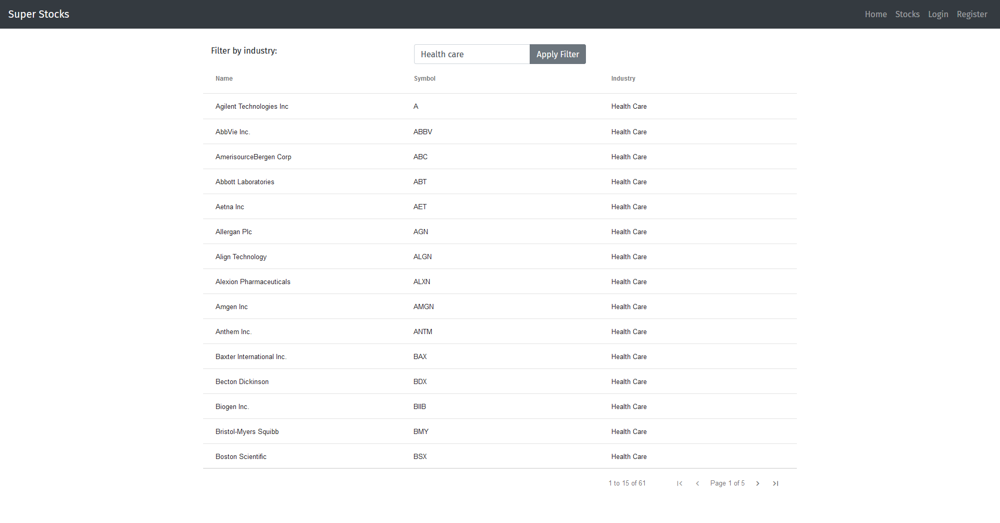 Super Stocks Home Stocks Login Register
Filter by industry: Health care Apply Filter
Name Symbol Industry
Agilent Technologies Inc A Health Care
AbbVie Inc. ABBV Health Care
AmerisourceBergen Corp ABC Health Care
Abbott Laboratories ABT Health Care
Aetna Inc AET Health Care
Allergan Plc AGN Health Care
Align Technology ALGN Health Care
Alexion Pharmaceuticals ALXN Health Care
Amgen Inc AMGN Health Care
Anthem Inc. ANTM Health Care
Baxter International Inc. BAX Health Care
Becton Dickinson BDX Health Care
Biogen Inc. BIIB Health Care
Bristol-Myers Squibb BMY Health Care
Boston Scientific BSX Health Care
1 to 15 of 61 Page 1 of 5